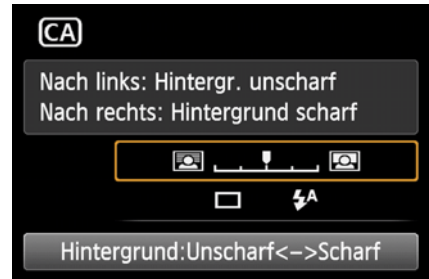 CA
Nach links: Hintergr. unscharf
Nach rechts: Hintergrund scharf
A
Hintergrund:Unscharf<–>Scharf